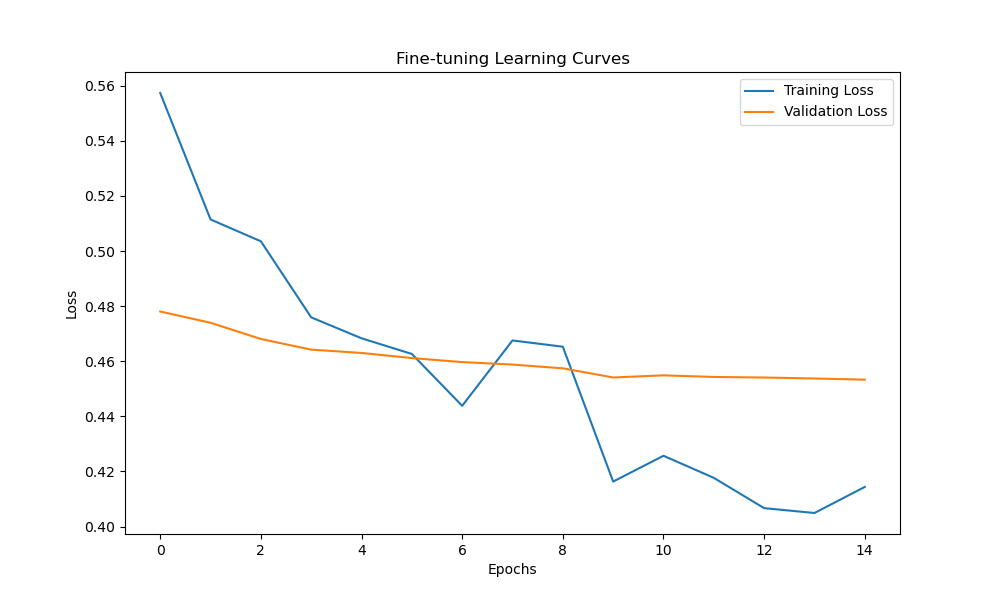 Fine-tuning Learning Curves
Training Loss
Validation Loss
0.56
0.54
0.52
0.50
0.48
0.46
0.44
0.42
0.40
Loss
0 2 4 6 8 10 12 14
Epochs